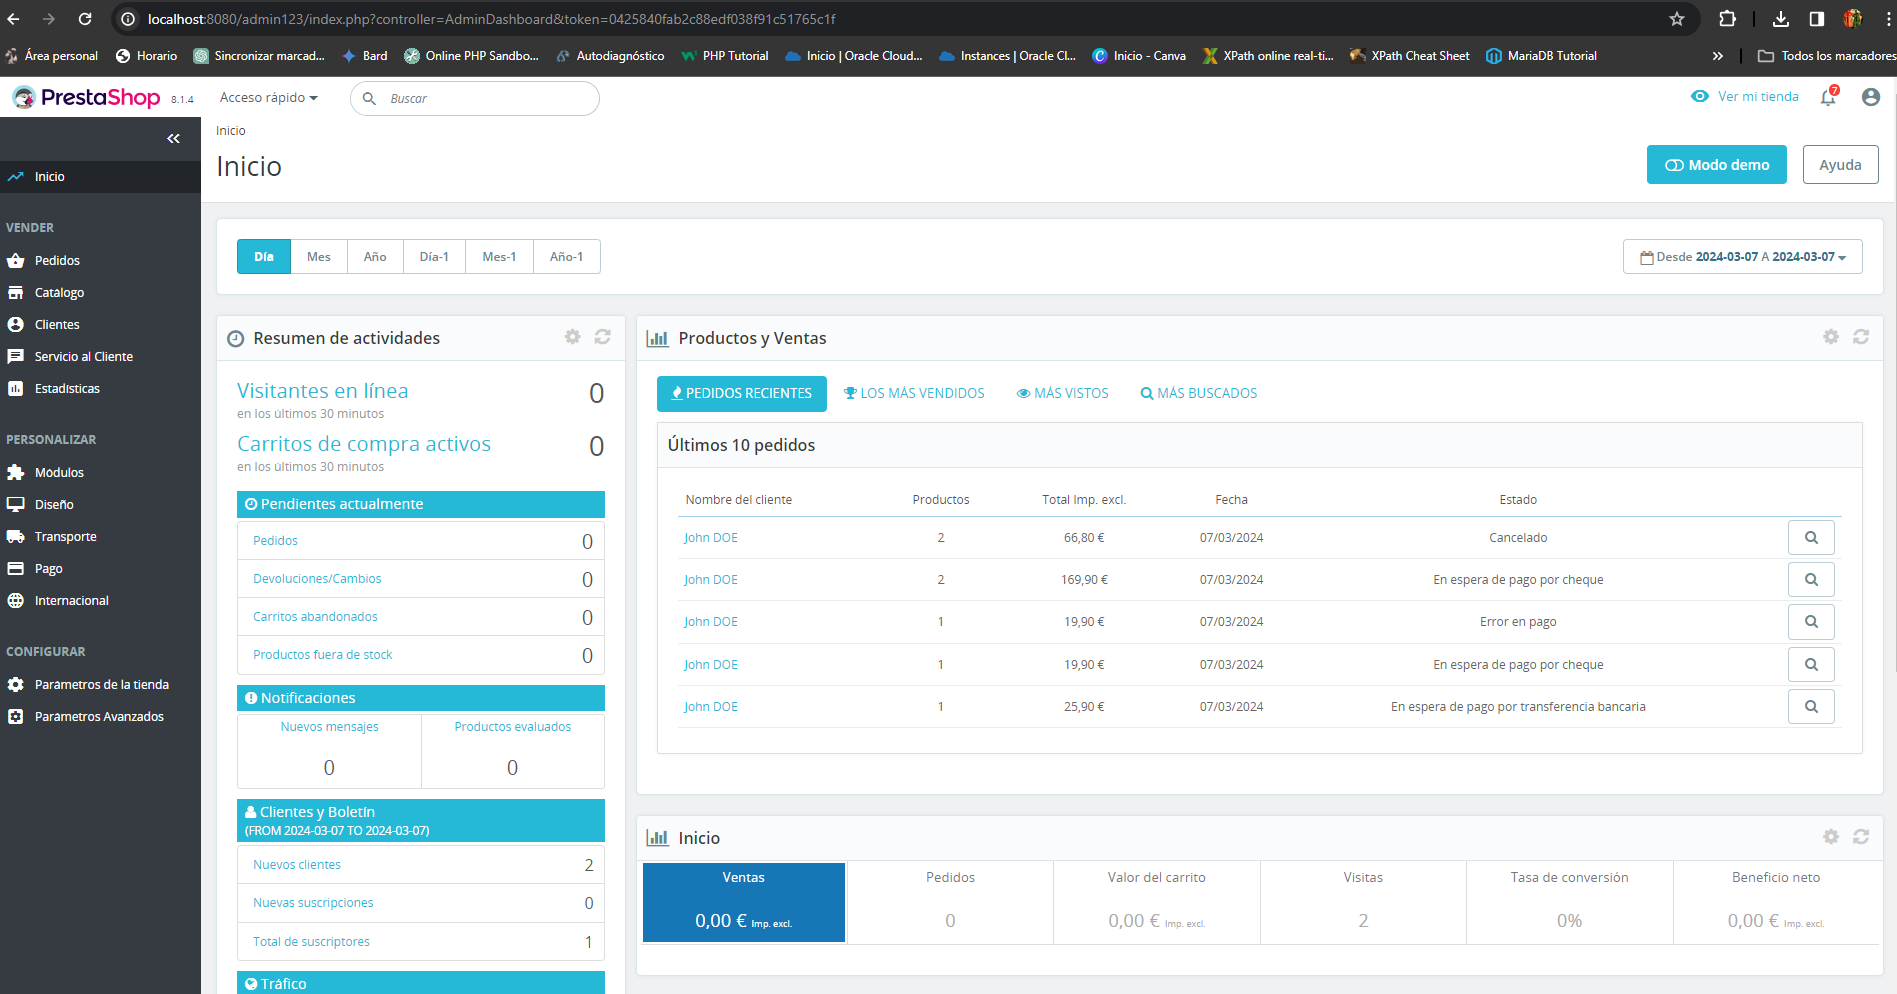 localhost:8080/admin123/index.php?controller=AdminDashboard&token=0425840fab2c88edf038f91c51765c1f
Área personal
Horario
Sincronizar marcad...
Bard
Online PHP Sandbo...
Autodiagnóstico
PHP Tutorial
Inicio | Oracle Cloud...
Instances | Oracle Cl...
Inicio - Canva
XPath online real-ti...
XPath Cheat Sheet
MariaDB Tutorial
»
Todos los marcadores
PrestaShop 8.1.4
Acceso rápido
Buscar
Ver mi tienda
7
Inicio
Inicio
Modo demo
Ayuda
Inicio
VENDER
Pedidos
Catálogo
Clientes
Servicio al Cliente
Estadísticas
PERSONALIZAR
Módulos
Diseño
Transporte
Pago
Internacional
CONFIGURAR
Parámetros de la tienda
Parámetros Avanzados
Día
Mes
Año
Día-1
Mes-1
Año-1
Desde 2024-03-07 A 2024-03-07
Resumen de actividades
Visitantes en línea 0
en los últimos 30 minutos
Carritos de compra activos 0
en los últimos 30 minutos
Pendientes actualmente
Pedidos 0
Devoluciones/Cambios 0
Carritos abandonados 0
Productos fuera de stock 0
Notificaciones
Nuevos mensajes
0
Productos evaluados
0
Clientes y Boletín
(FROM 2024-03-07 TO 2024-03-07)
Nuevos clientes 2
Nuevas suscripciones 0
Total de suscriptores 1
Tráfico
Productos y Ventas
PEDIDOS RECIENTES
LOS MÁS VENDIDOS
MÁS VISTOS
MÁS BUSCADOS
Últimos 10 pedidos
Nombre del cliente Productos Total Imp. excl. Fecha Estado
John DOE 2 66,80 € 07/03/2024 Cancelado
John DOE 2 169,90 € 07/03/2024 En espera de pago por cheque
John DOE 1 19,90 € 07/03/2024 Error en pago
John DOE 1 19,90 € 07/03/2024 En espera de pago por cheque
John DOE 1 25,90 € 07/03/2024 En espera de pago por transferencia bancaria
Inicio
Ventas
0,00 € Imp. excl.
Pedidos
0
Valor del carrito
0,00 € Imp. excl.
Visitas
2
Tasa de conversión
0%
Beneficio neto
0,00 € Imp. excl.